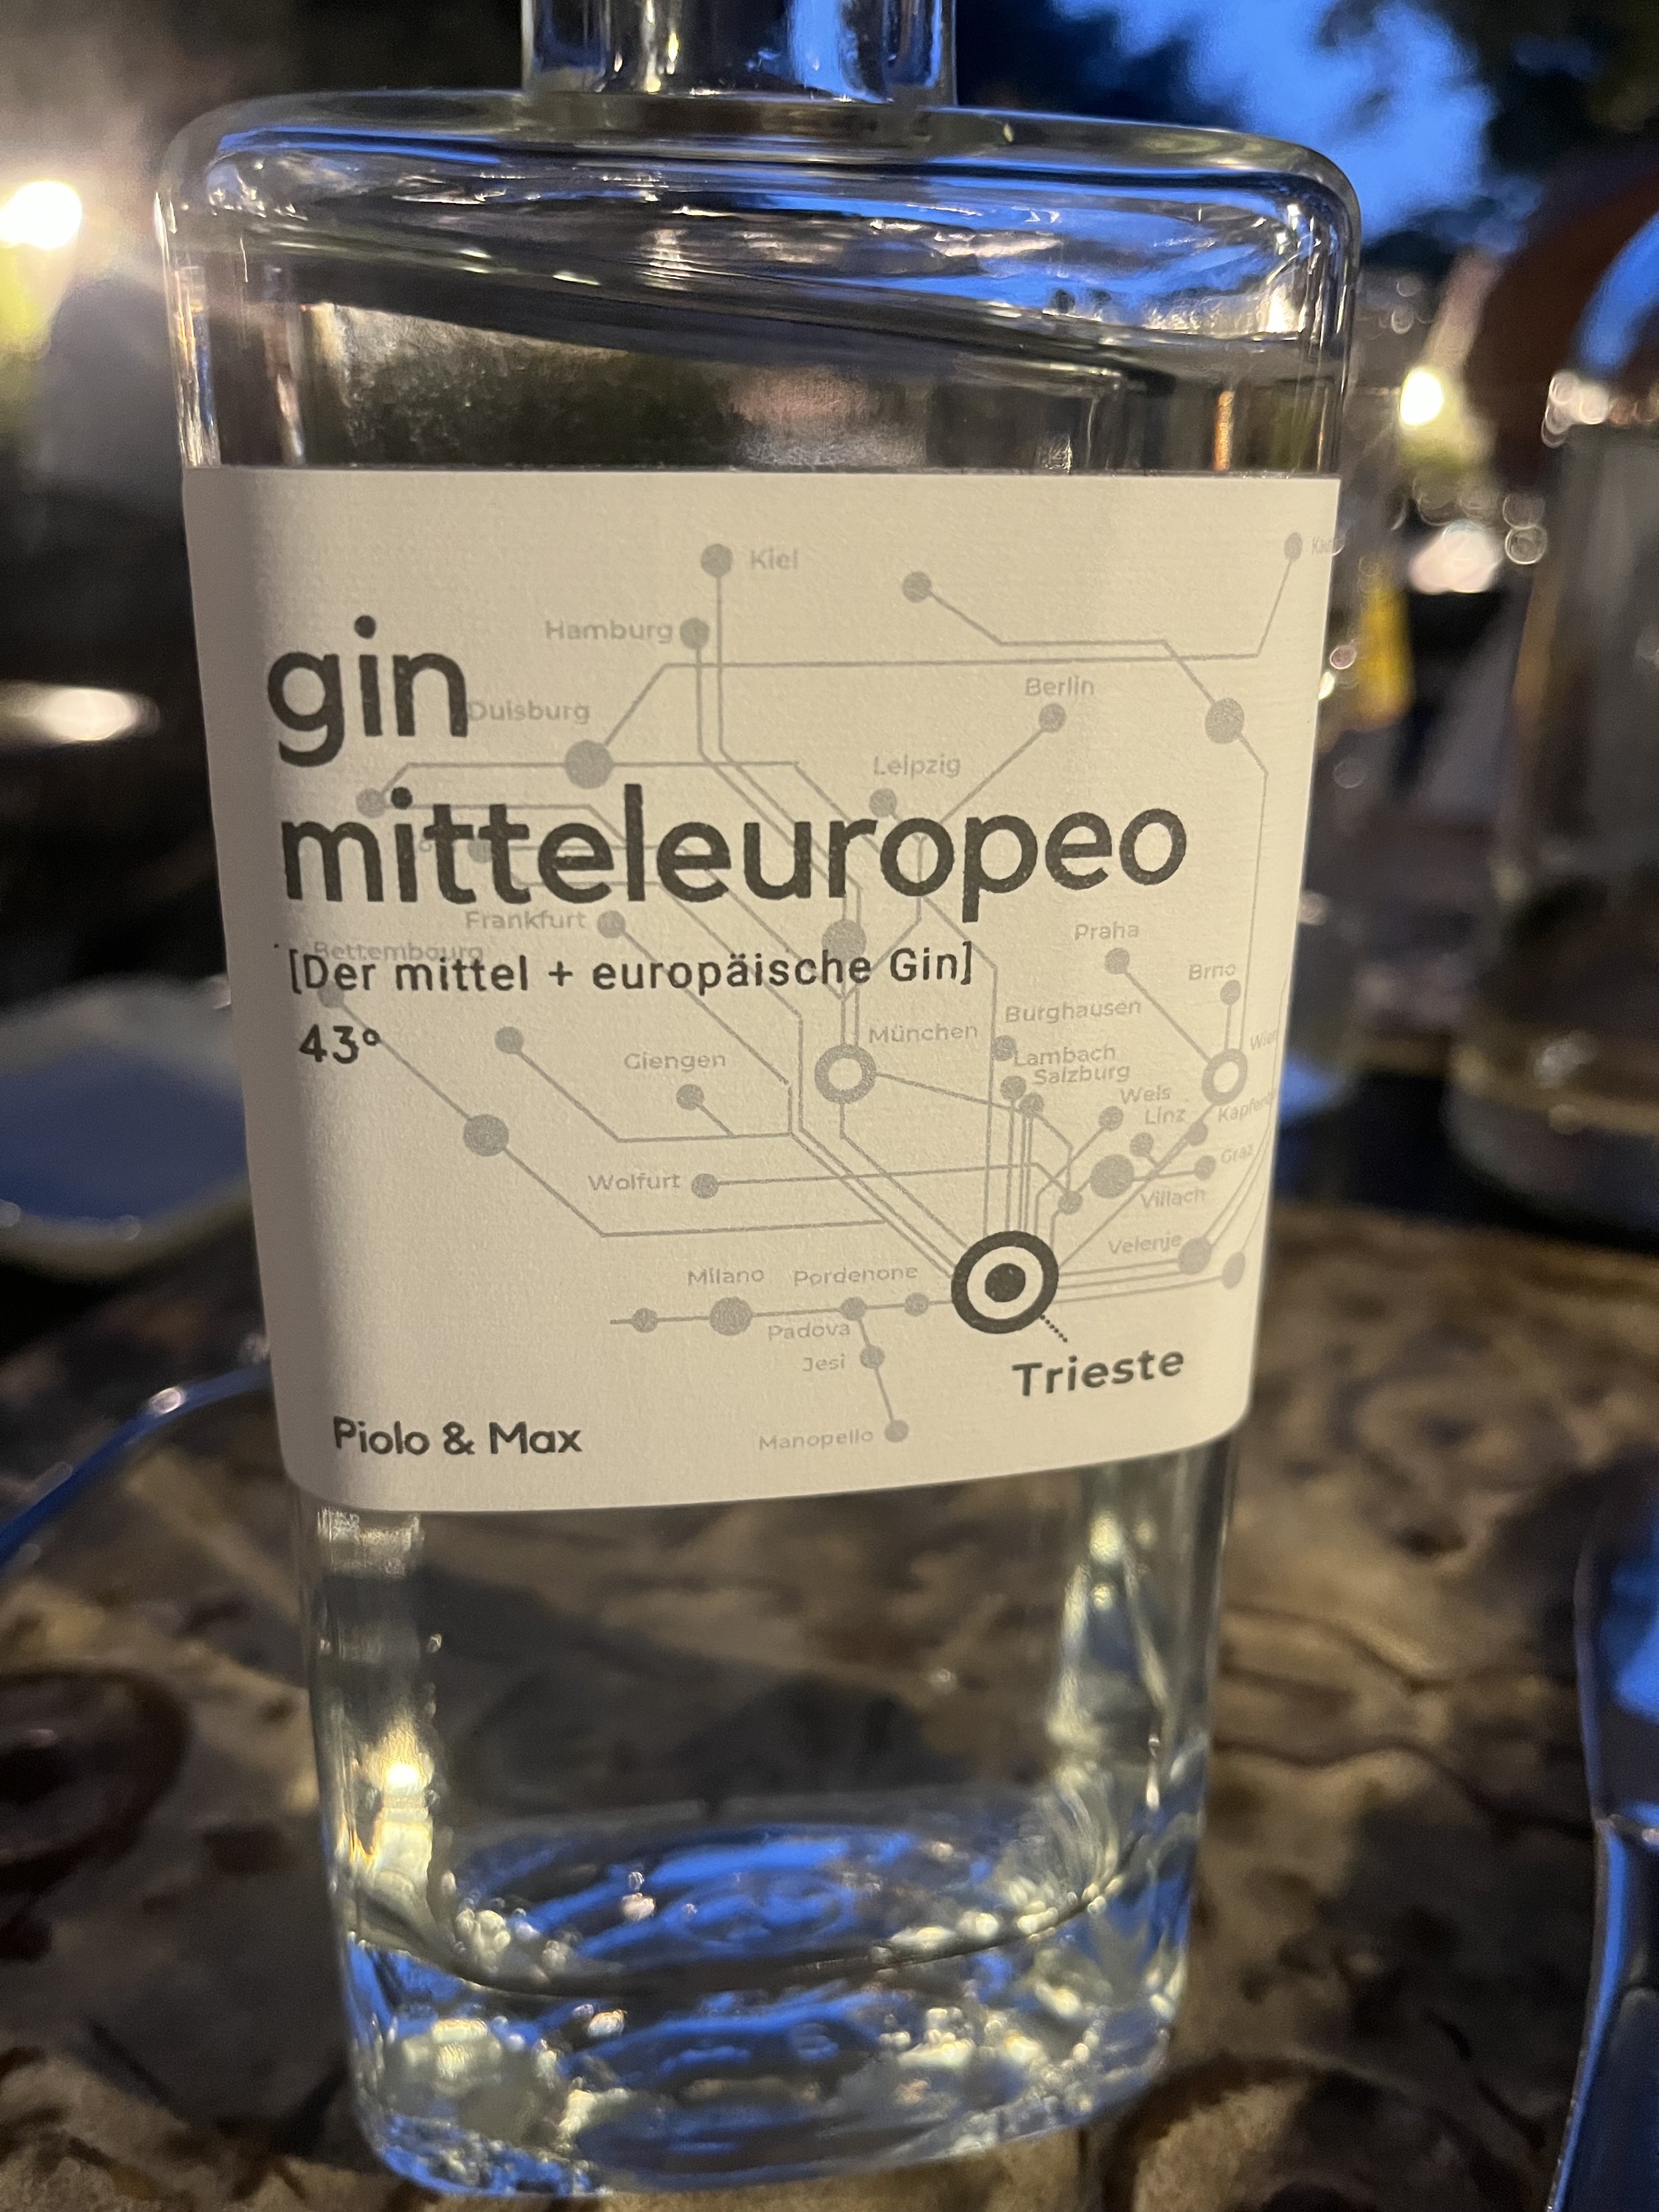 Kiel
Hamburg
gin
Duisburg
Berlin
Leipzig
mitteleuropeo
Frankfurt
Praha
Bettembourg
[Der mittel + europäische Gin]
Brno
Burghausen
43°
München
Giengen
Lambach
Salzburg
Wels
Linz
Graz
Wolfurt
Villach
Velenje
Milano
Pordenone
Padova
Jesi
Trieste
Piolo & Max
Manopello